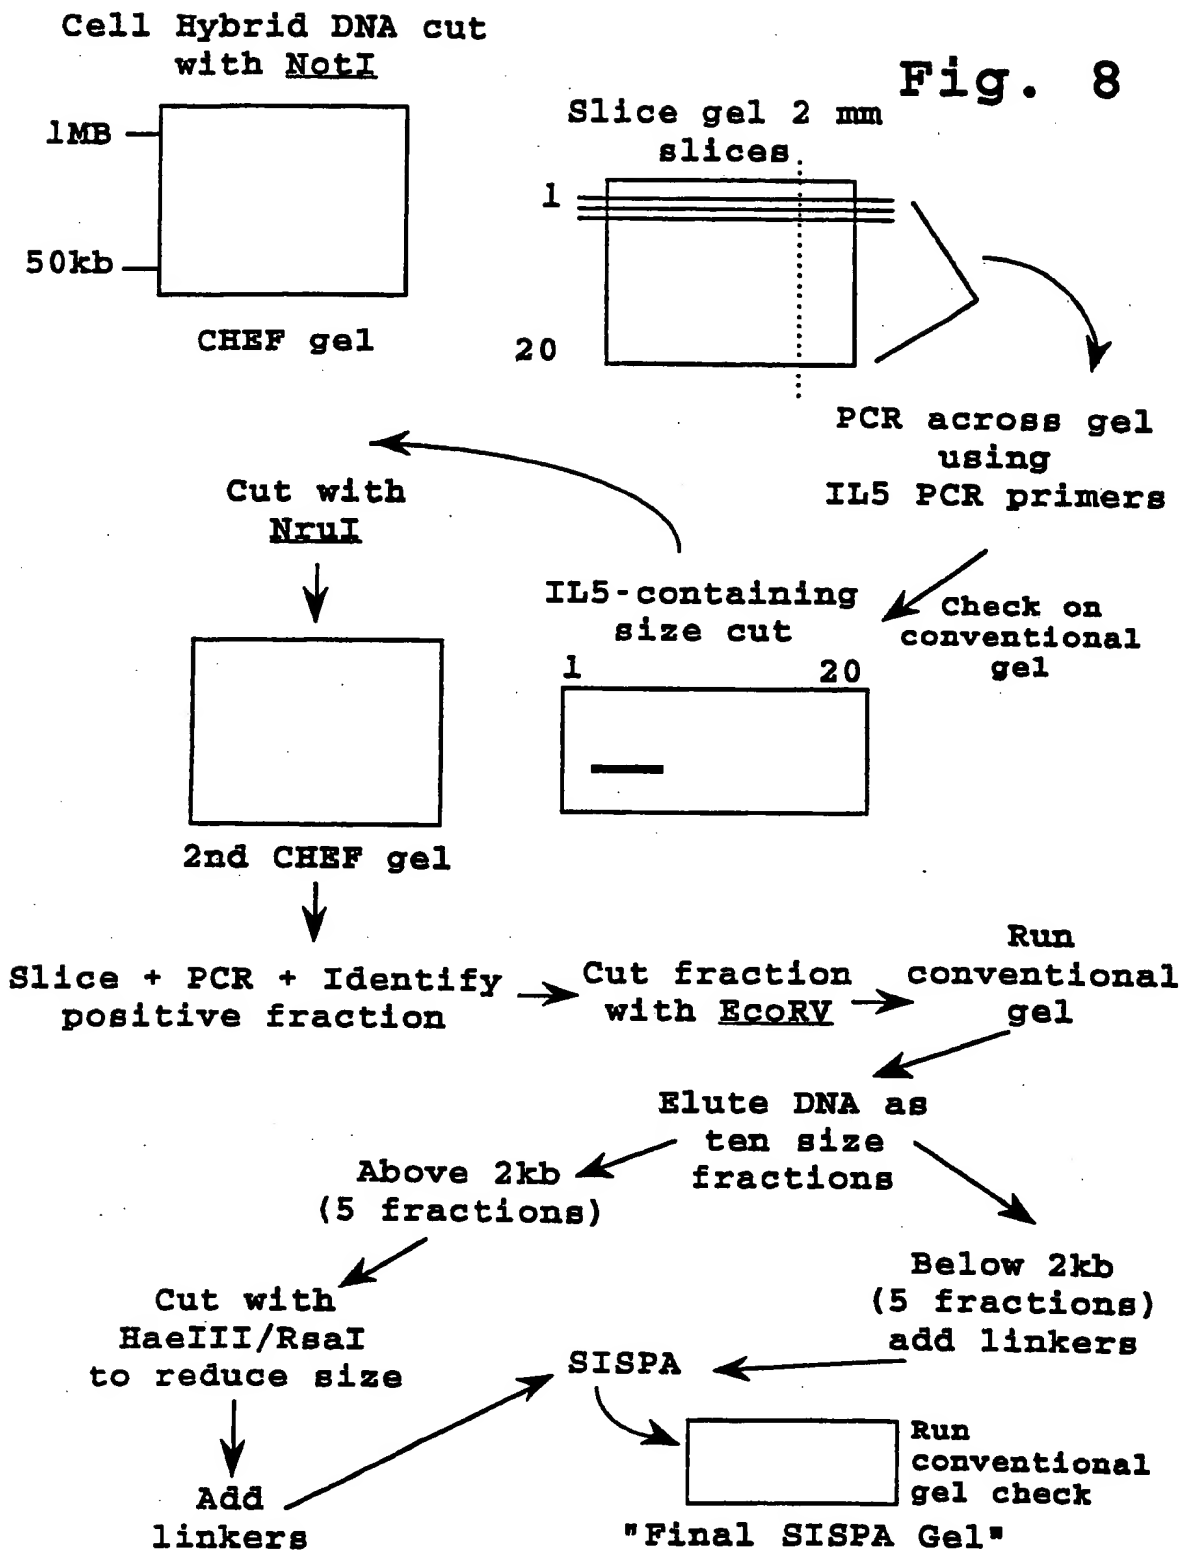 Fig. 8
Cell Hybrid DNA cut
with NotI
1MB
50kb
CHEF gel
Slice gel 2 mm
slices
1
20
PCR across gel
using
IL5 PCR primers
Check on
conventional
gel
IL5-containing
size cut
1 20
Cut with
NruI
2nd CHEF gel
Slice + PCR + Identify
positive fraction
Cut fraction
with EcoRV
Run
conventional
gel
Elute DNA as
ten size
fractions
Above 2kb
(5 fractions)
Cut with
HaeIII/RsaI
to reduce size
Add
linkers
Below 2kb
(5 fractions)
add linkers
SISPA
Run
conventional
gel check
"Final SISPA Gel"